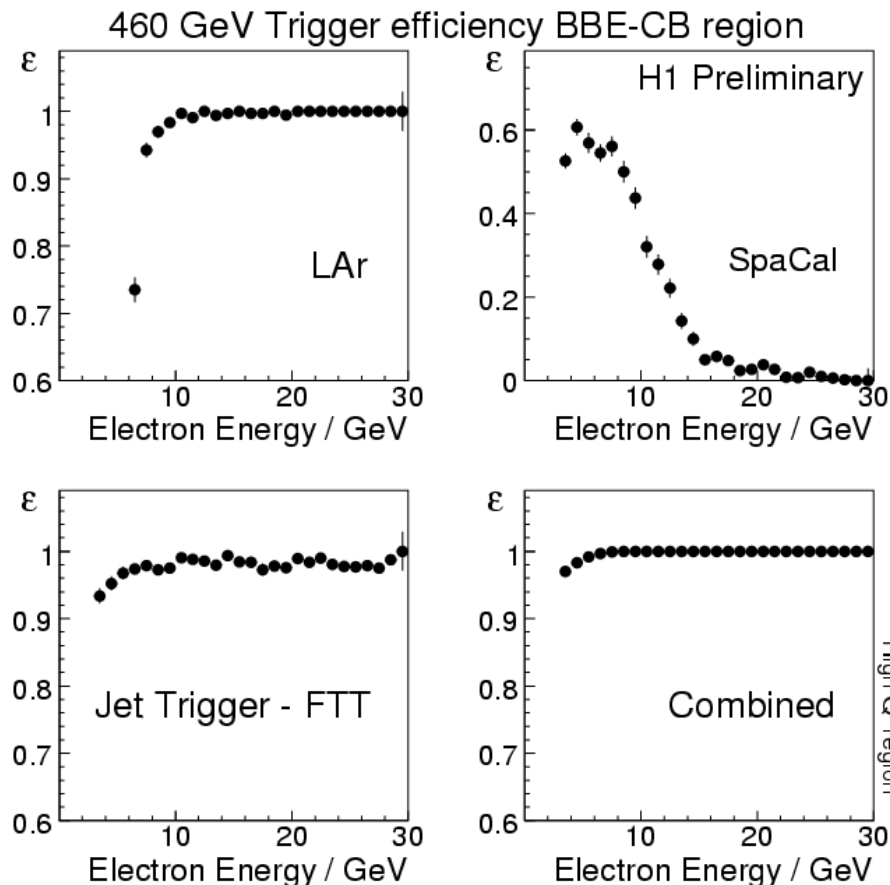 460 GeV Trigger efficiency BBE-CB region
ε
1
0.9
0.8
0.7
0.6
LAr
10
20
30
Electron Energy / GeV
ε
H1 Preliminary
0.6
0.4
0.2
0
SpaCal
10
20
30
Electron Energy / GeV
ε
1
0.9
0.8
0.7
0.6
Jet Trigger - FTT
10
20
30
Electron Energy / GeV
ε
1
0.9
0.8
0.7
0.6
Combined
10
20
30
Electron Energy / GeV
region